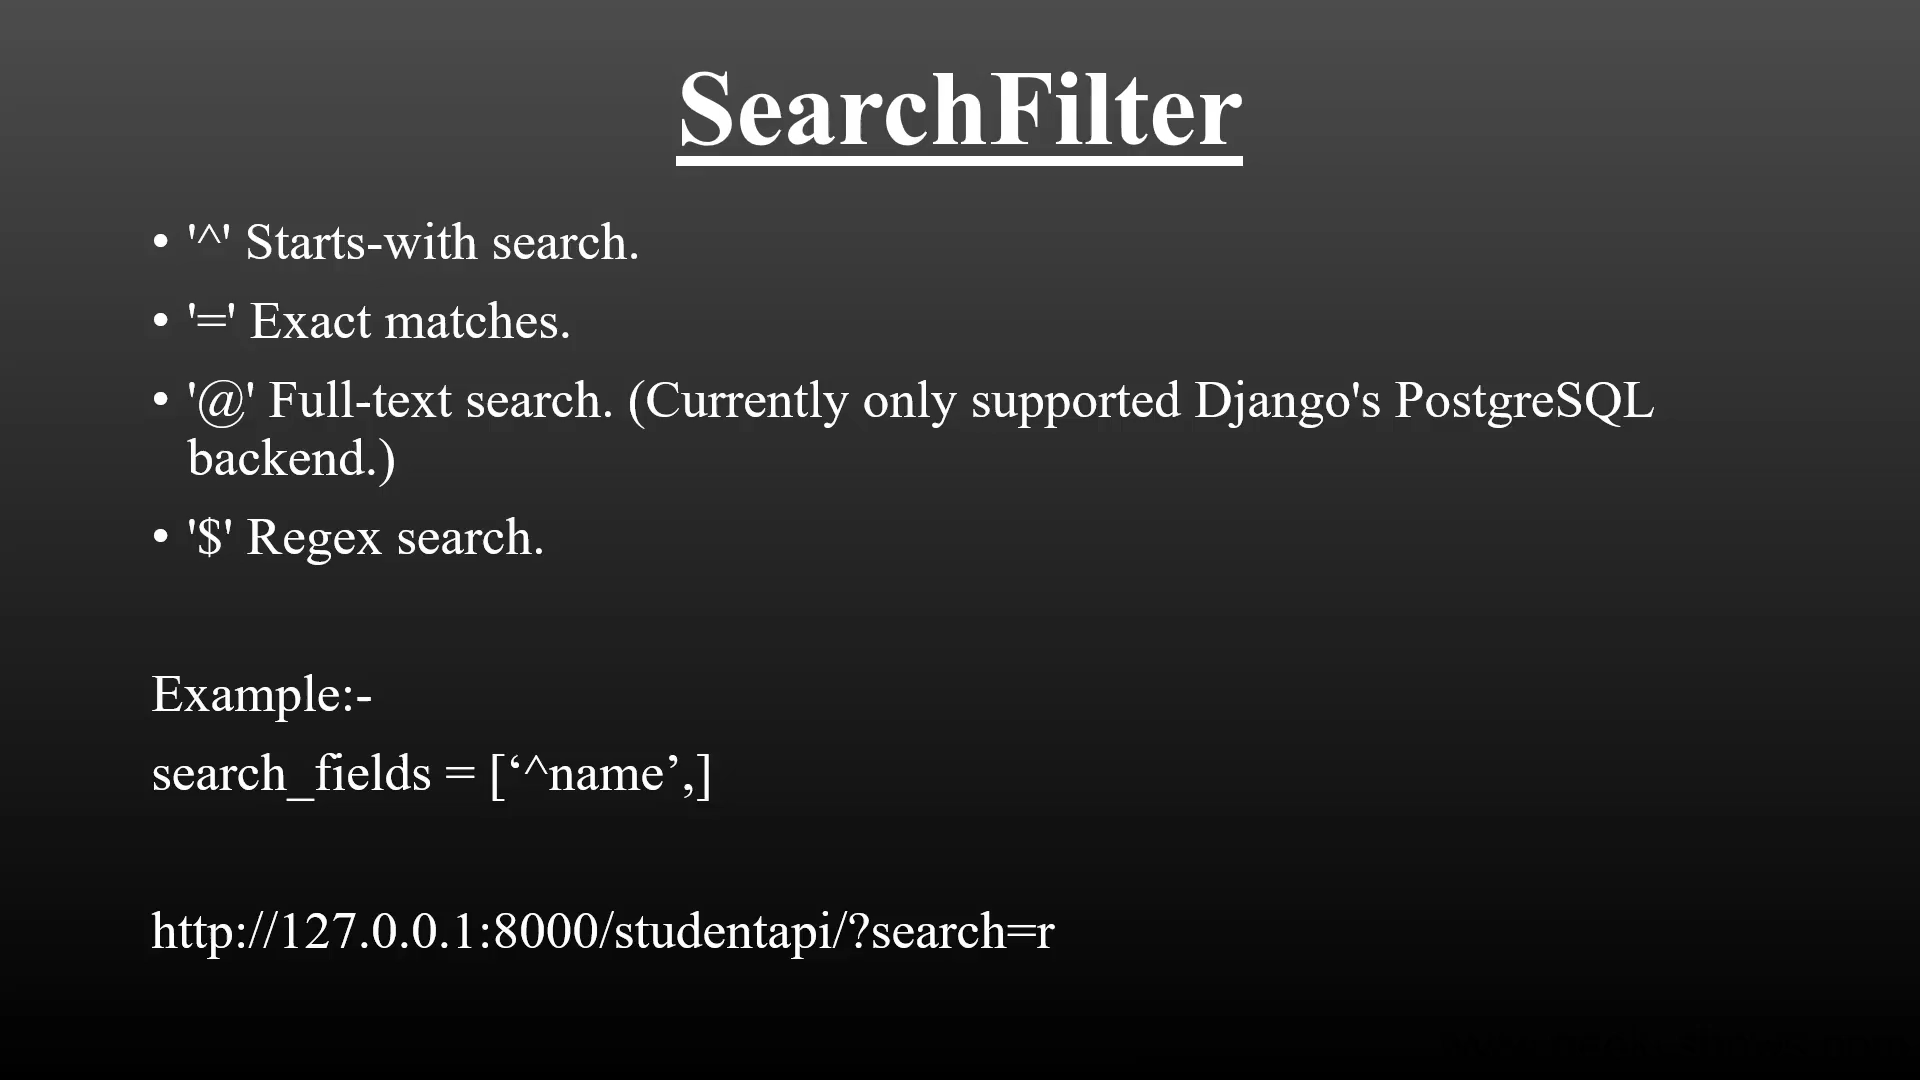 SearchFilter
• '^' Starts-with search.
• '=' Exact matches.
• '@' Full-text search. (Currently only supported Django's PostgreSQL
backend.)
• '$' Regex search.
Example:-
search_fields = [‘^name’,]
http://127.0.0.1:8000/studentapi/?search=r